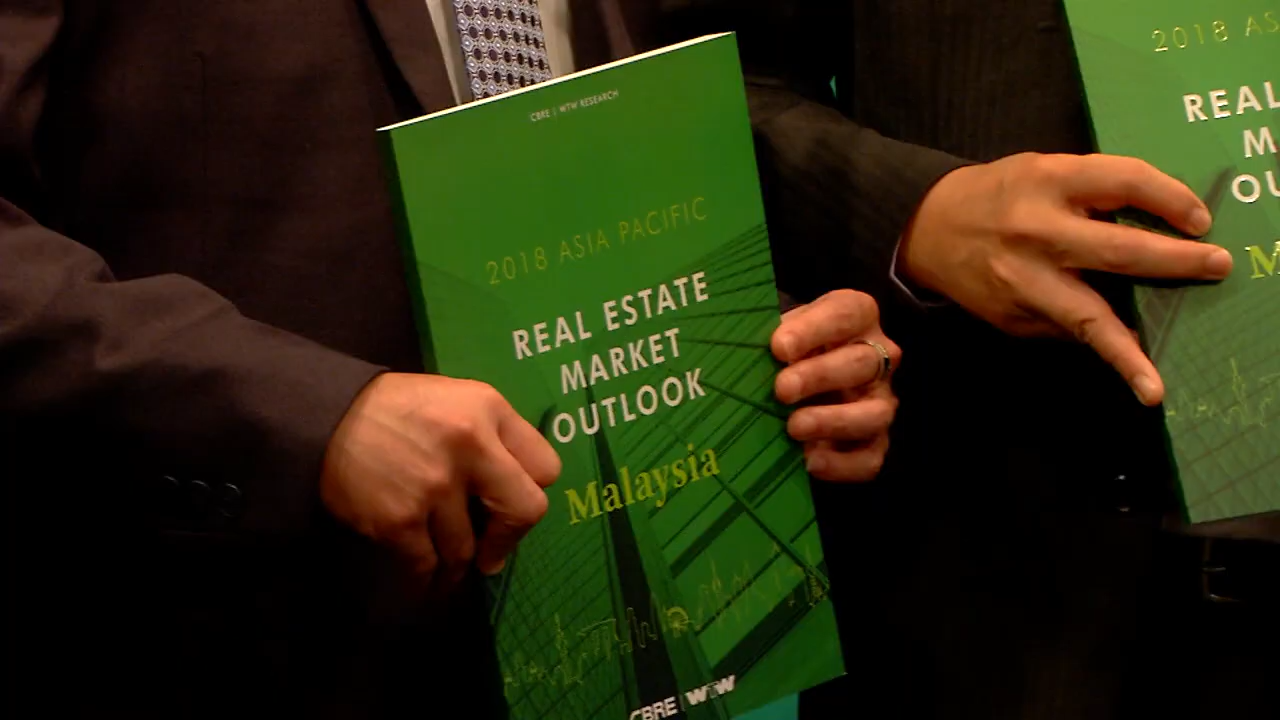 CBRE | WTW RESEARCH
2018 ASIA PACIFIC
REAL ESTATE
MARKET
OUTLOOK
Malaysia
CBRE | WTW
2018 AS
REAL
M
OU
M